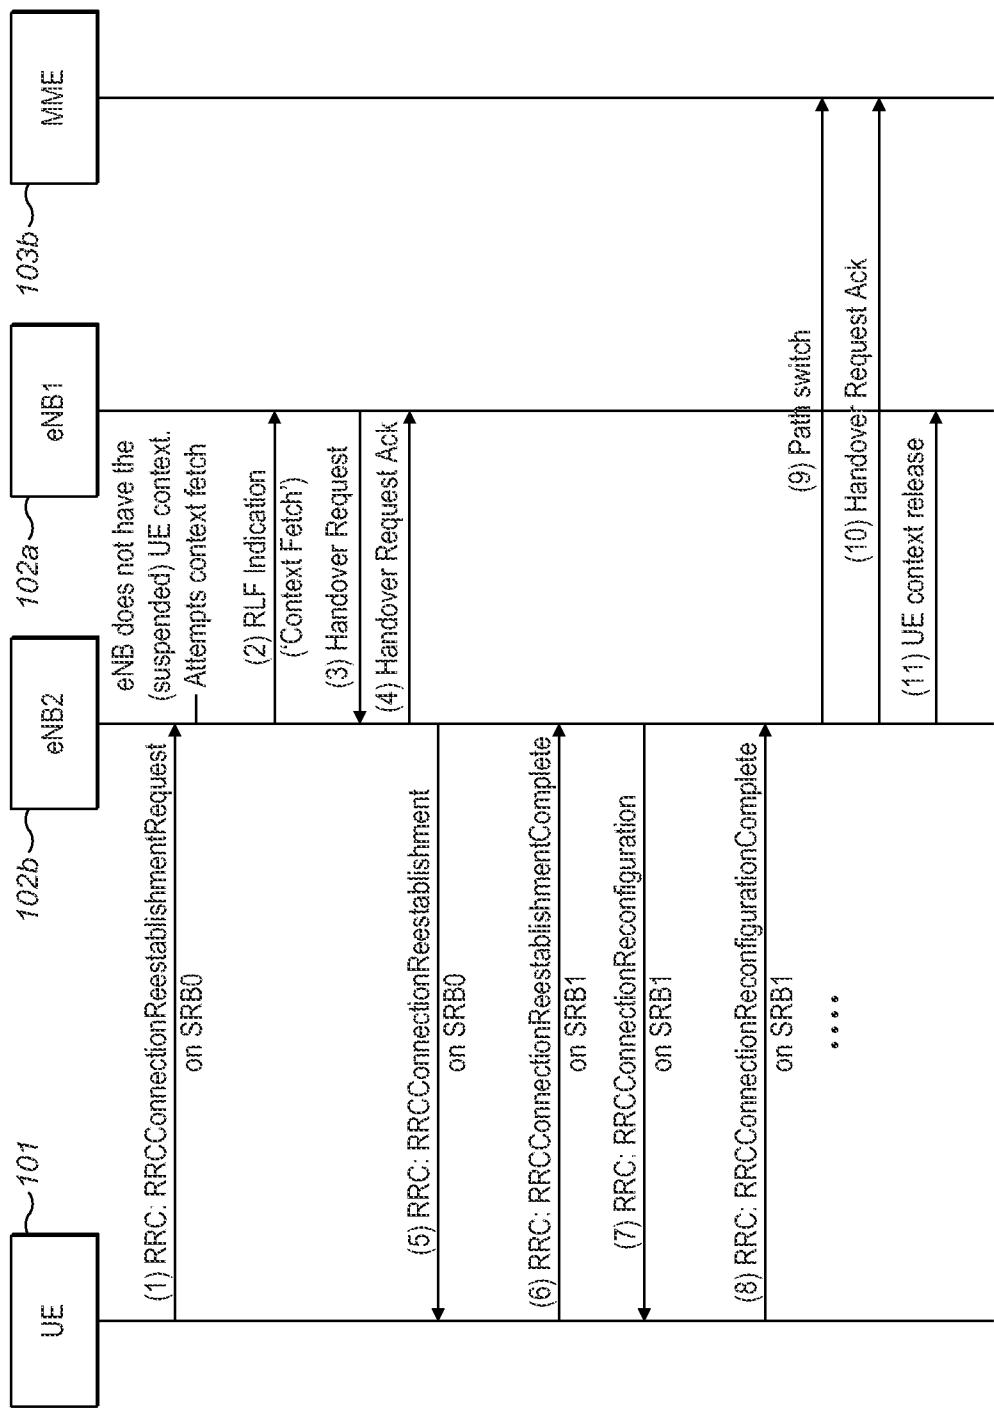 UE
101
eNB2
102b
eNB1
102a
MME
103b
(1) RRC: RRCConnectionReestablishmentRequest
on SRB0
eNB does not have the
(suspended) UE context.
Attempts context fetch
(2) RLF Indication
('Context Fetch')
(3) Handover Request
(4) Handover Request Ack
(5) RRC: RRCConnectionReestablishment
on SRB0
(6) RRC: RRCConnectionReestablishmentComplete
on SRB1
(7) RRC: RRCConnectionReconfiguration
on SRB1
(8) RRC: RRCConnectionReconfigurationComplete
on SRB1
....
(9) Path switch
(10) Handover Request Ack
(11) UE context release